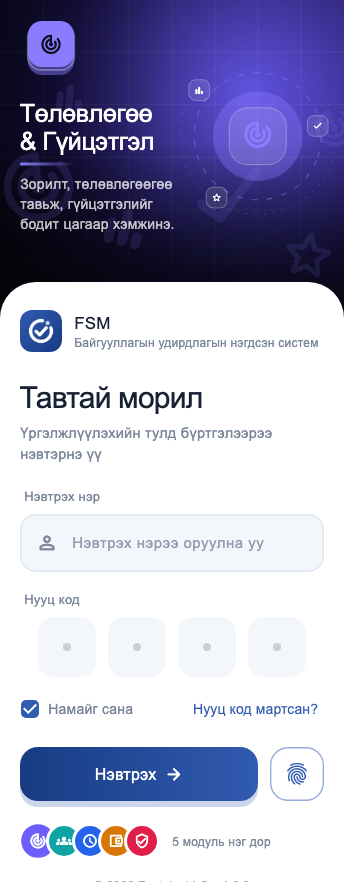 Төлөвлөгөө
& Гүйцэтгэл
Зорилт, төлөвлөгөөгөө
тавьж, гүйцэтгэлийг
бодит цагаар хэмжинэ.
FSM
Байгууллагын удирдлагын нэгдсэн систем
Тавтай морил
Үргэлжлүүлэхийн тулд бүртгэлээрээ
нэвтэрнэ үү
Нэвтрэх нэр
Нэвтрэх нэрээ оруулна уу
Нууц код
Намайг сана
Нууц код мартсан?
Нэвтрэх →
5 модуль нэг дор